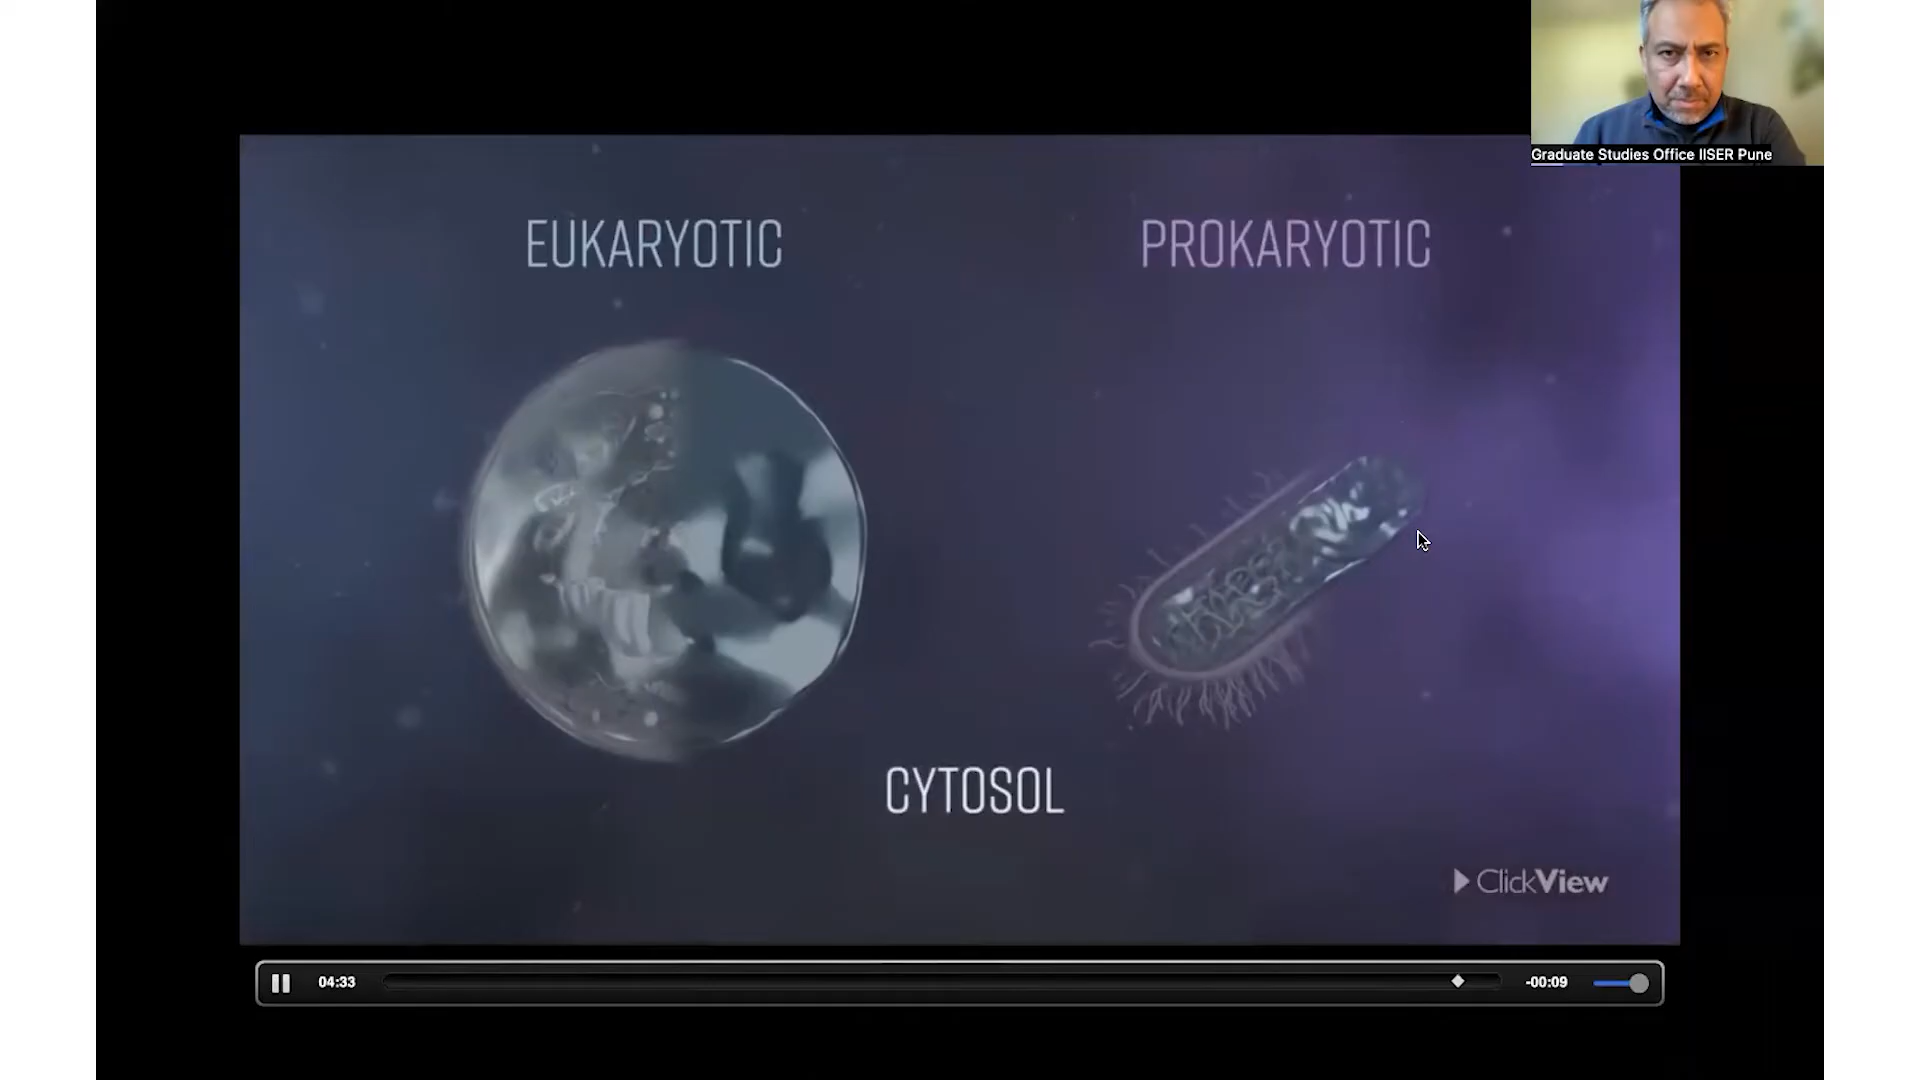 Graduate Studies Office IISER Pune
EUKARYOTIC
PROKARYOTIC
CYTOSOL
ClickView
04:33
-00:09